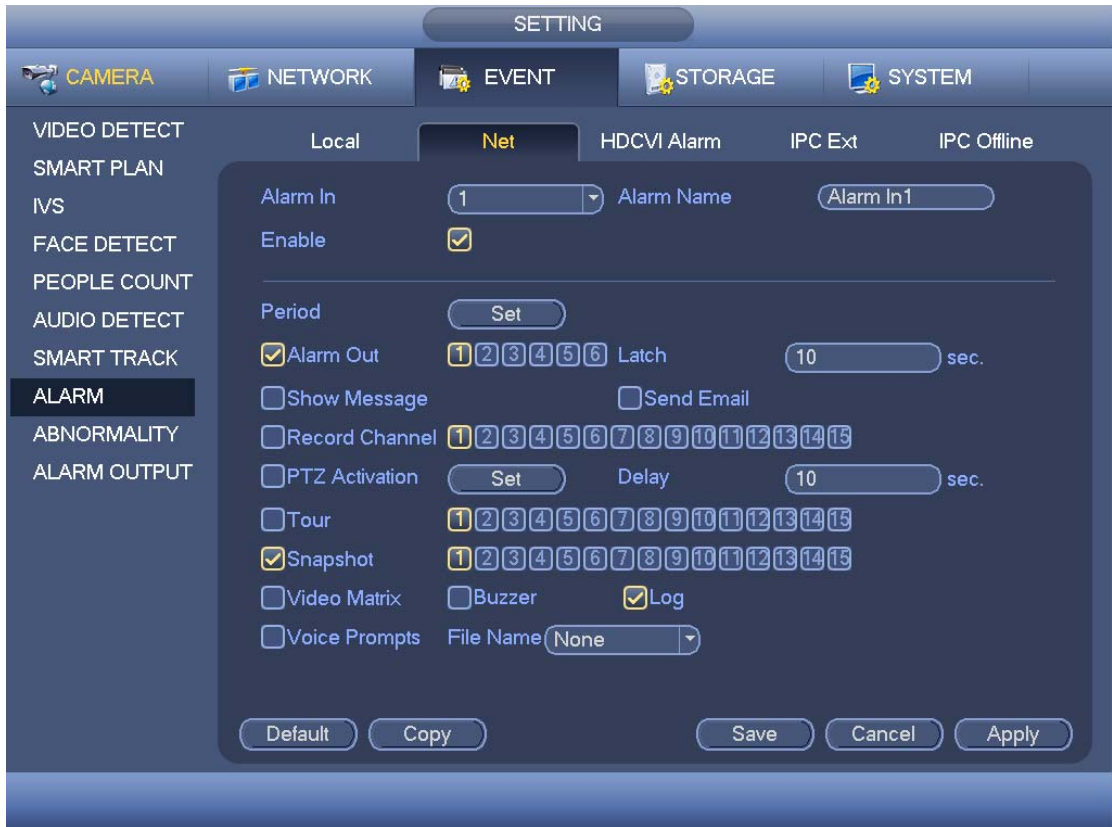 SETTING
CAMERA NETWORK EVENT STORAGE SYSTEM
VIDEO DETECT
SMART PLAN
IVS
FACE DETECT
PEOPLE COUNT
AUDIO DETECT
SMART TRACK
ALARM
ABNORMALITY
ALARM OUTPUT
Local Net HDCVI Alarm IPC Ext IPC Offline
Alarm In 1 Alarm Name Alarm In1
Enable
Period Set
Alarm Out 1 2 3 4 5 6 Latch 10 sec.
Show Message Send Email
Record Channel 1 2 3 4 5 6 7 8 9 10 11 12 13 14 15
PTZ Activation Set Delay 10 sec.
Tour 1 2 3 4 5 6 7 8 9 10 11 12 13 14 15
Snapshot 1 2 3 4 5 6 7 8 9 10 11 12 13 14 15
Video Matrix Buzzer Log
Voice Prompts File Name None
Default Copy Save Cancel Apply